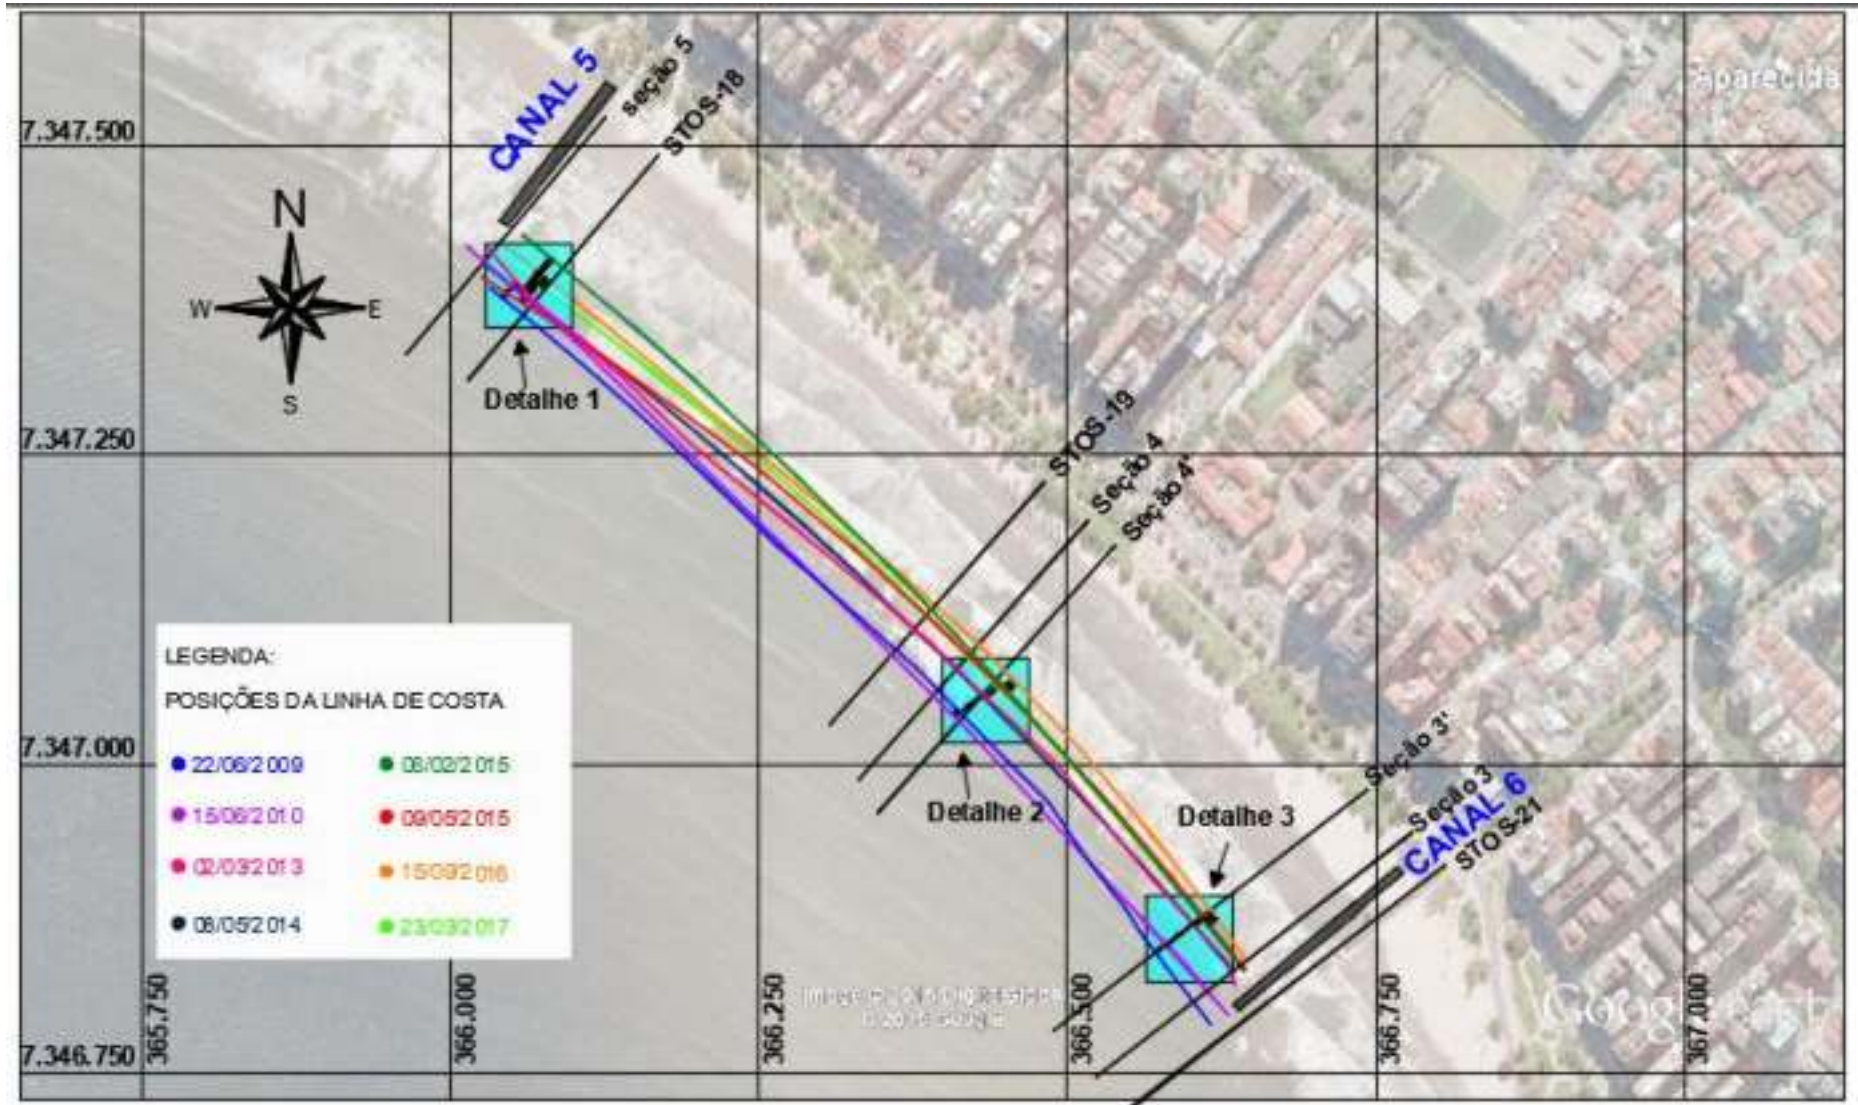 CANAL 5
seção 5
STOS-18
Aparecida
7.347.500
N
W
E
S
Detalhe 1
7.347.250
STOS-19
Seção 4
Seção 4'
LEGENDA:
POSIÇÕES DA LINHA DE COSTA
22/06/2009
15/06/2010
02/03/2013
08/05/2014
08/02/2015
09/05/2015
15/09/2016
23/03/2017
7.347.000
Detalhe 2
Detalhe 3
Seção 3'
Seção 3
CANAL 6
STOS-21
7.346.750
365.750
366.000
366.250
366.500
366.750
367.000
Google